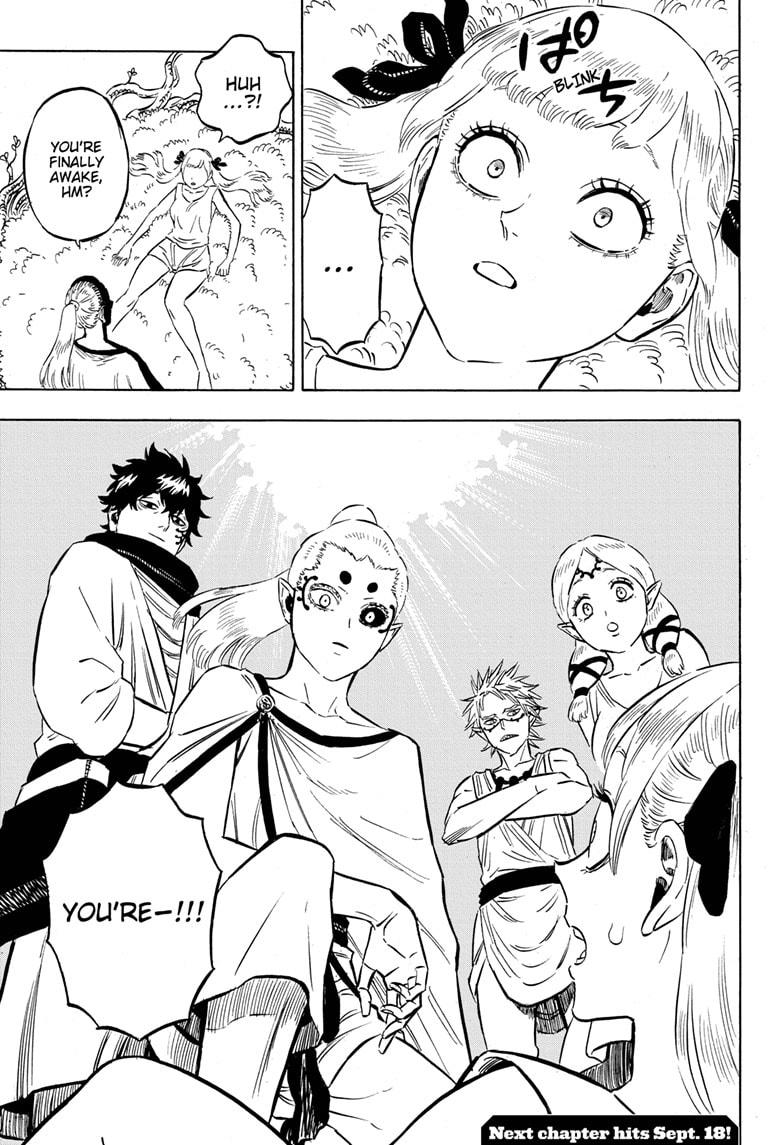 ぱち
BLINK
...
HUH
...?!
YOU'RE
FINALLY
AWAKE,
HM?
YOU'RE-!!!
Next chapter hits Sept. 18!